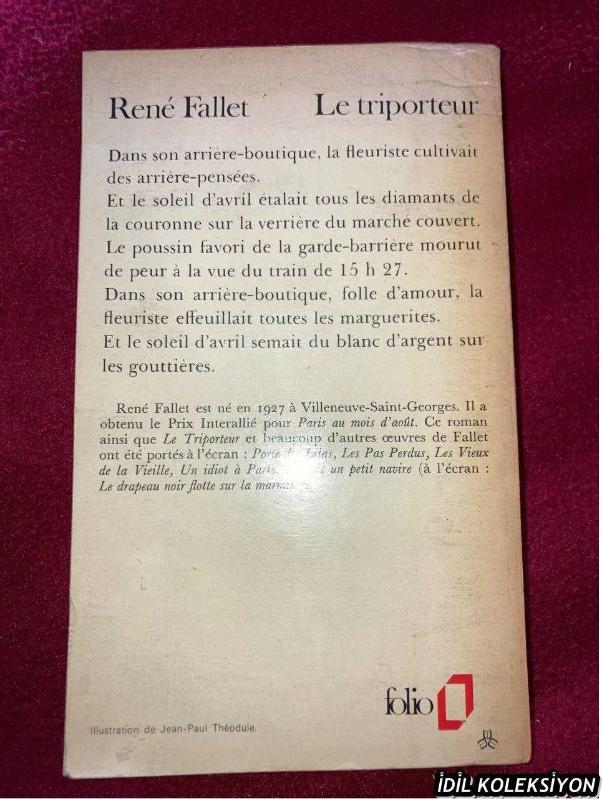 René Fallet Le triporteur
Dans son arrière-boutique, la fleuriste cultivait
des arrière-pensées.
Et le soleil d'avril étalait tous les diamants de
la couronne sur la verrière du marché couvert.
Le poussin favori de la garde-barrière mourut
de peur à la vue du train de 15 h 27.
Dans son arrière-boutique, folle d'amour, la
fleuriste effeuillait toutes les marguerites.
Et le soleil d'avril semait du blanc d'argent sur
les gouttières.
René Fallet est né en 1927 à Villeneuve-Saint-Georges. Il a
obtenu le Prix Interallié pour Paris au mois d'août. Ce roman
ainsi que Le Triporteur et beaucoup d'autres œuvres de Fallet
ont été portés à l'écran : Porte des Lilas, Les Pas Perdus, Les Vieux
de la Vieille, Un idiot à Paris, un petit navire (à l'écran :
Le drapeau noir flotte sur la
folio
Illustration de Jean-Paul Théodule.
İDİL KOLEKSİYON